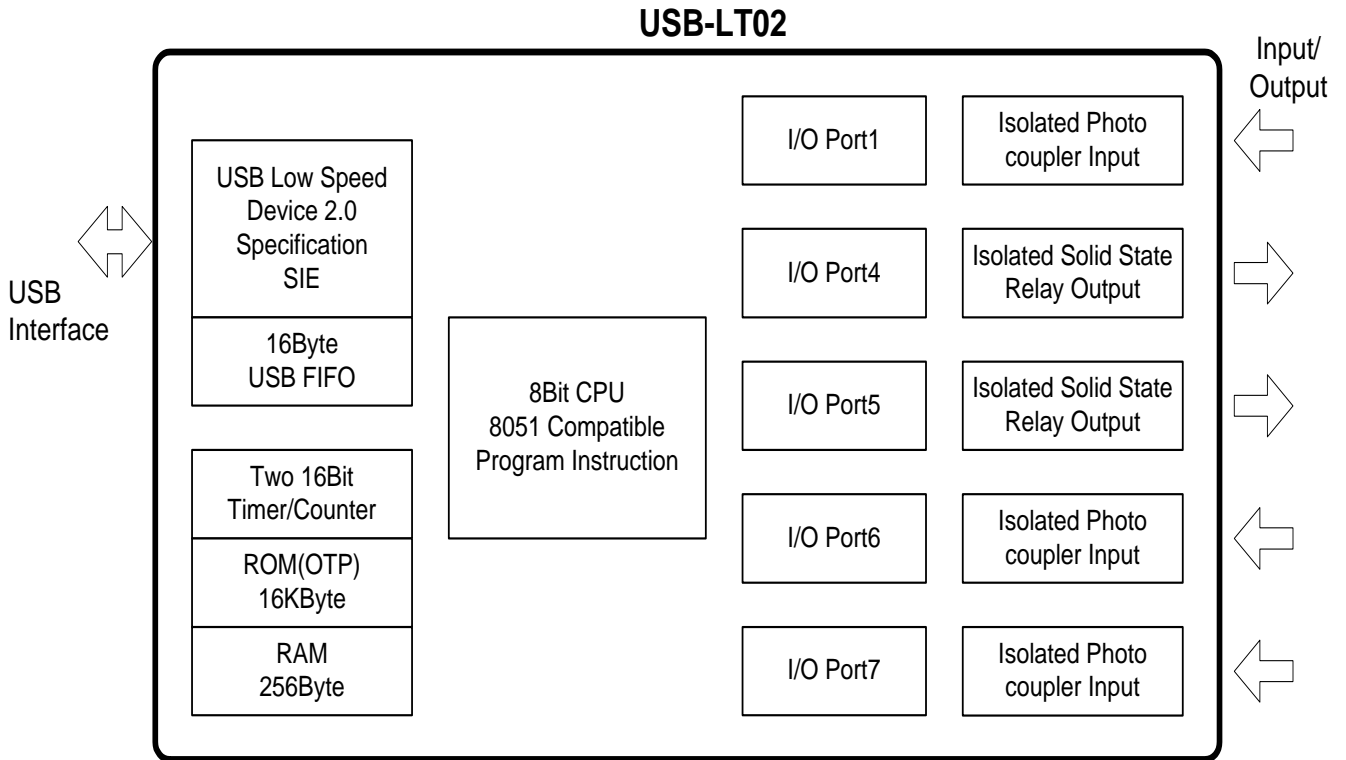 USB-LT02
Input/
Output
USB
Interface
USB Low Speed
Device 2.0
Specification
SIE
16Byte
USB FIFO
Two 16Bit
Timer/Counter
ROM(OTP)
16KByte
RAM
256Byte
8Bit CPU
8051 Compatible
Program Instruction
I/O Port1
Isolated Photo
coupler Input
I/O Port4
Isolated Solid State
Relay Output
I/O Port5
Isolated Solid State
Relay Output
I/O Port6
Isolated Photo
coupler Input
I/O Port7
Isolated Photo
coupler Input